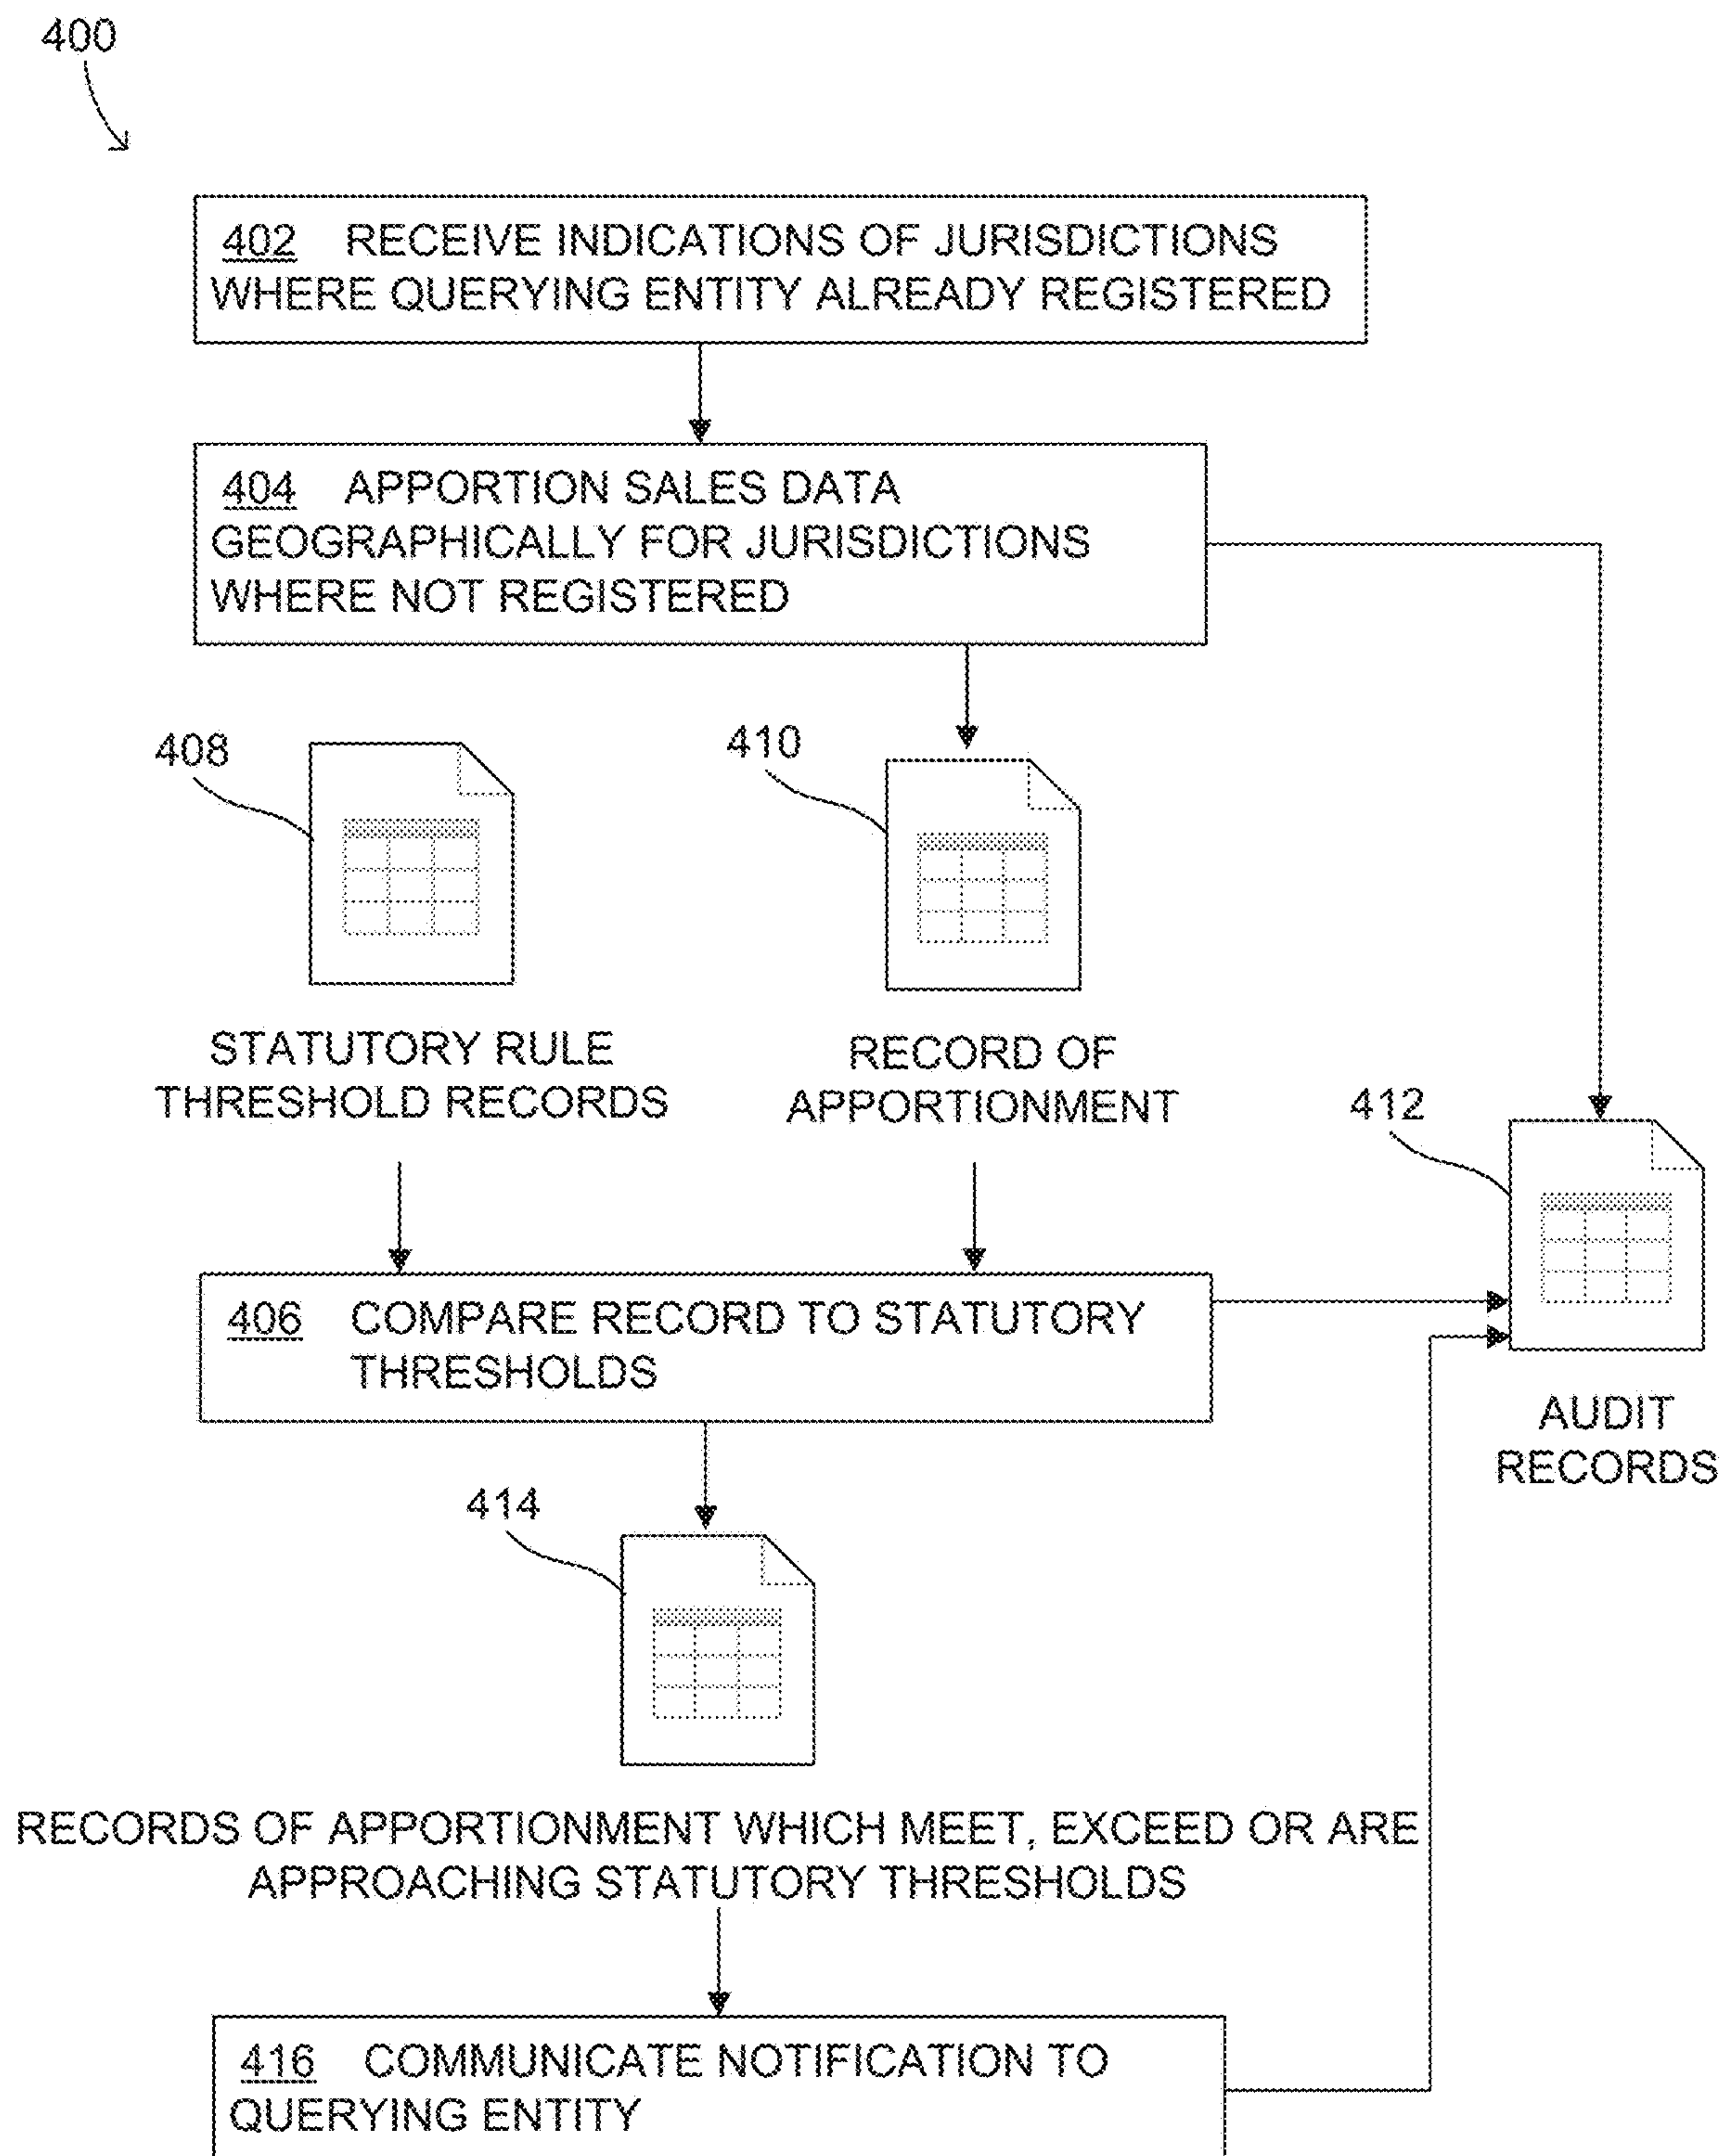 400
402 RECEIVE INDICATIONS OF JURISDICTIONS
WHERE QUERYING ENTITY ALREADY REGISTERED
404 APPORTION SALES DATA
GEOGRAPHICALLY FOR JURISDICTIONS
WHERE NOT REGISTERED
408
410
STATUTORY RULE
THRESHOLD RECORDS
RECORD OF
APPORTIONMENT
412
406 COMPARE RECORD TO STATUTORY
THRESHOLDS
AUDIT
RECORDS
414
RECORDS OF APPORTIONMENT WHICH MEET, EXCEED OR ARE
APPROACHING STATUTORY THRESHOLDS
416 COMMUNICATE NOTIFICATION TO
QUERYING ENTITY